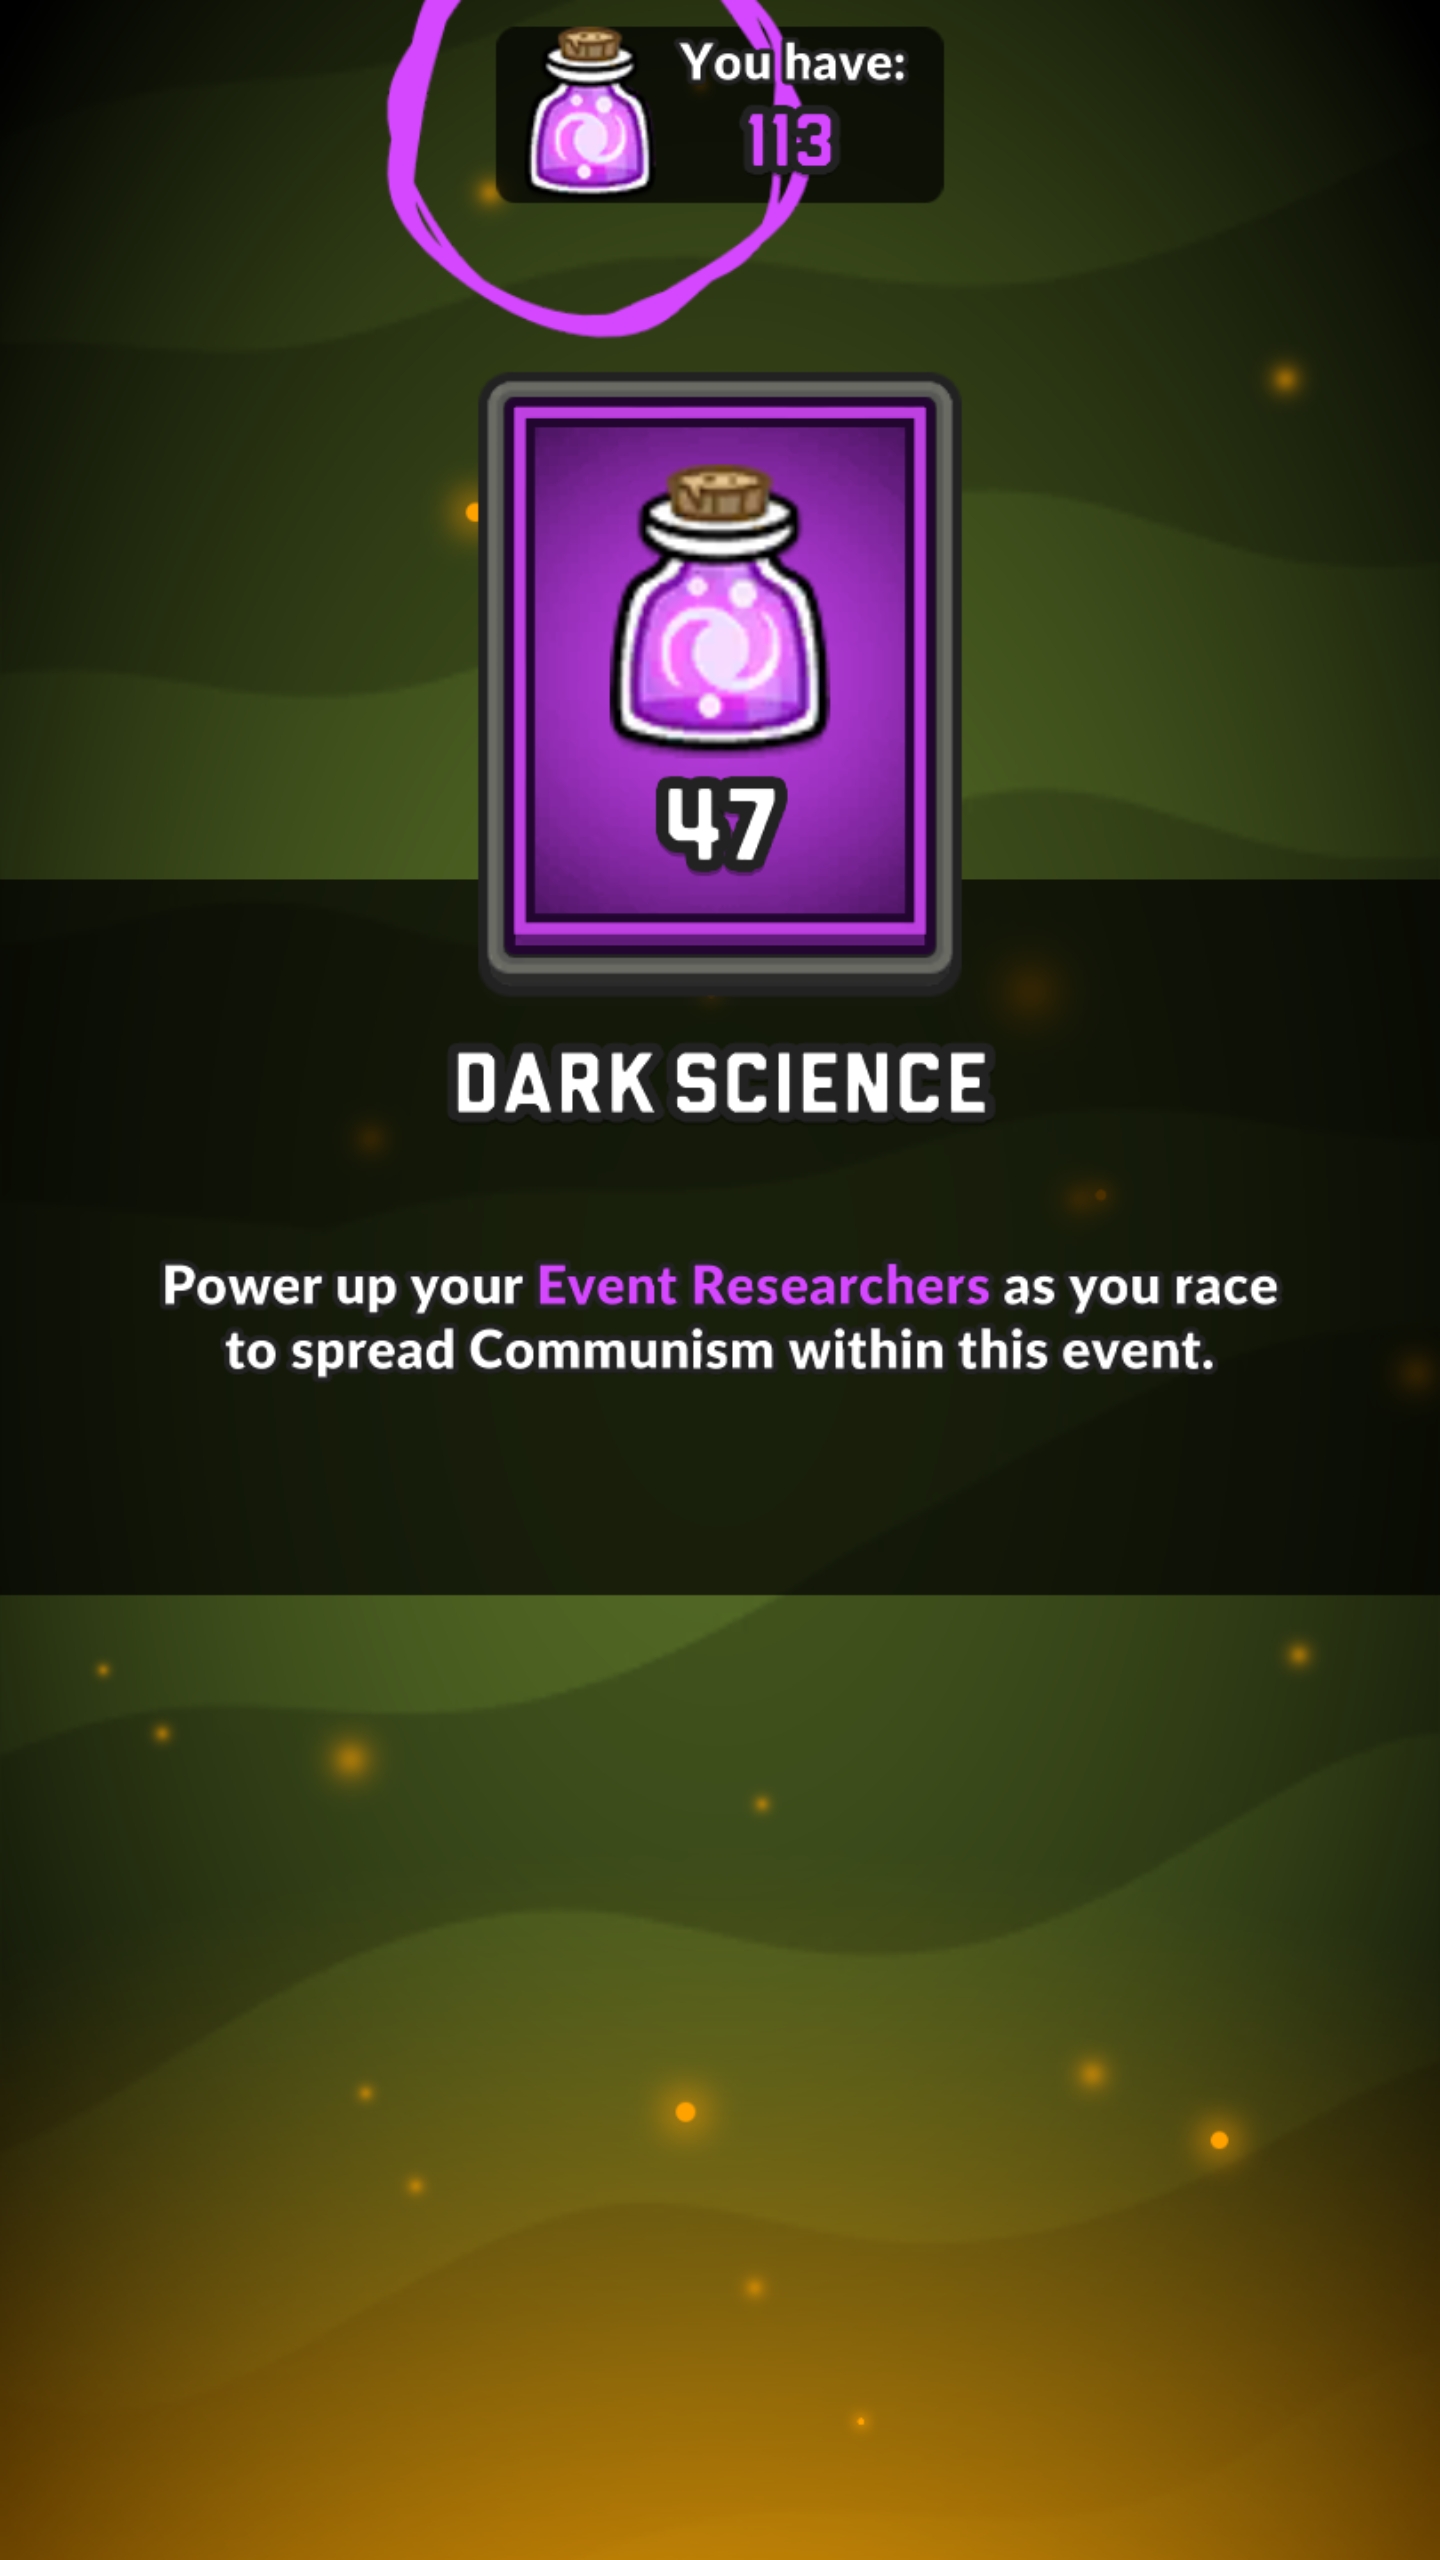 You have:
113
47
DARK SCIENCE
Power up your Event Researchers as you race
to spread Communism within this event.